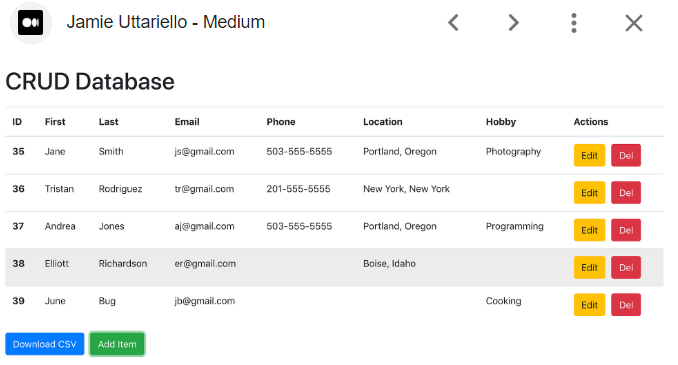 Jamie Uttariello - Medium
CRUD Database
ID First Last Email Phone Location Hobby Actions
35 Jane Smith js@gmail.com 503-555-5555 Portland, Oregon Photography Edit Del
36 Tristan Rodriguez tr@gmail.com 201-555-5555 New York, New York Edit Del
37 Andrea Jones aj@gmail.com 503-555-5555 Portland, Oregon Programming Edit Del
38 Elliott Richardson er@gmail.com Boise, Idaho Edit Del
39 June Bug jb@gmail.com Cooking Edit Del
Download CSV Add Item